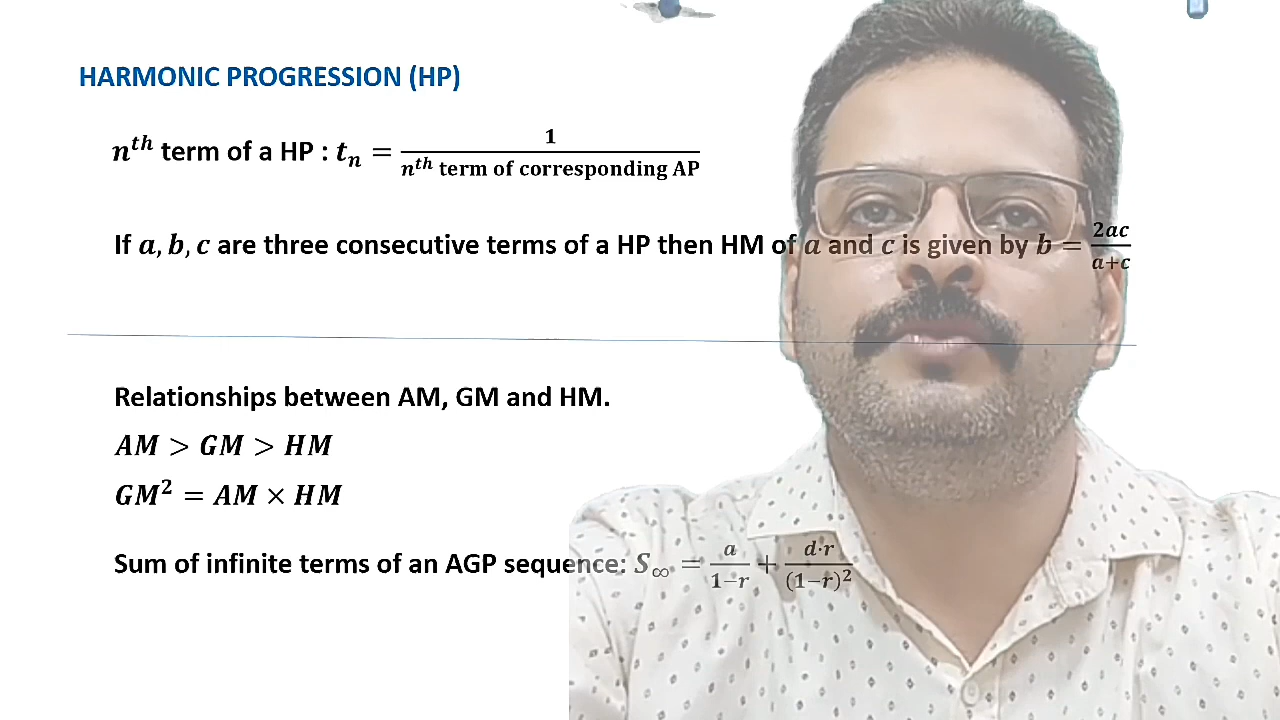 HARMONIC PROGRESSION (HP)
nᵗʰ term of a HP : tₙ = 1 / nᵗʰ term of corresponding AP
If a, b, c are three consecutive terms of a HP then HM of a and c is given by b = 2ac / a+c
Relationships between AM, GM and HM.
AM > GM > HM
GM² = AM × HM
Sum of infinite terms of an AGP sequence: S∞ = a / 1−r + d·r / (1−r)²